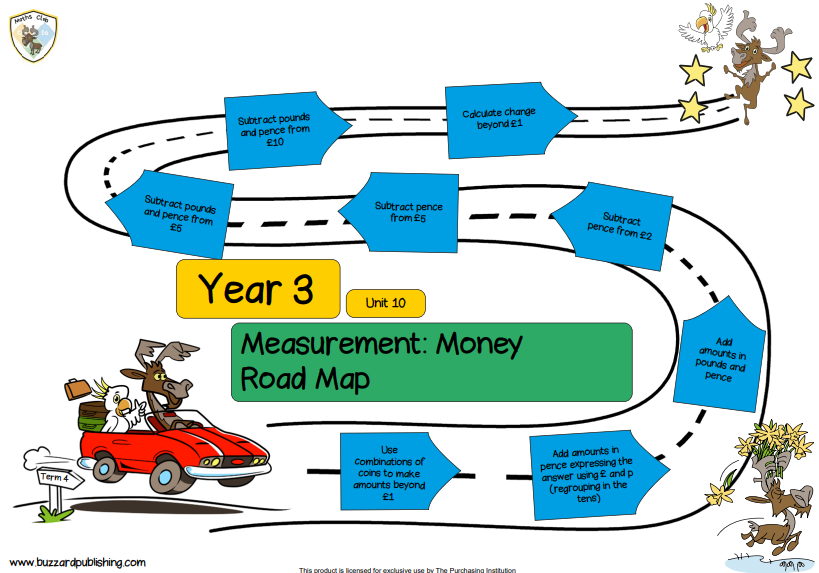 Maths Club
Subtract pounds
and pence from
£10
Calculate change
beyond £1
Subtract pounds
and pence from
£5
Subtract pence
from £5
Subtract
pence from £2
Year 3
Unit 10
Measurement: Money
Road Map
Add
amounts in
pounds and
pence
Use
combinations of
coins to make
amounts beyond
£1
Add amounts in
pence expressing the
answer using £ and p
(regrouping in the
tens)
Term 4
www.buzzardpublishing.com
This product is licensed for exclusive use by The Purchasing Institution